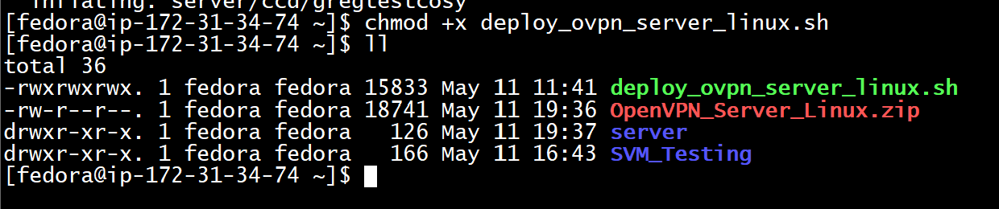 inflating: server/ccd/gregtestcosy
[fedora@ip-172-31-34-74 ~]$ chmod +x deploy_ovpn_server_linux.sh
[fedora@ip-172-31-34-74 ~]$ ll
total 36
-rwxrwxrwx. 1 fedora fedora 15833 May 11 11:41 deploy_ovpn_server_linux.sh
-rw-r--r--. 1 fedora fedora 18741 May 11 19:36 OpenVPN_Server_Linux.zip
drwxr-xr-x. 1 fedora fedora   126 May 11 19:37 server
drwxr-xr-x. 1 fedora fedora   166 May 11 16:43 SVM_Testing
[fedora@ip-172-31-34-74 ~]$